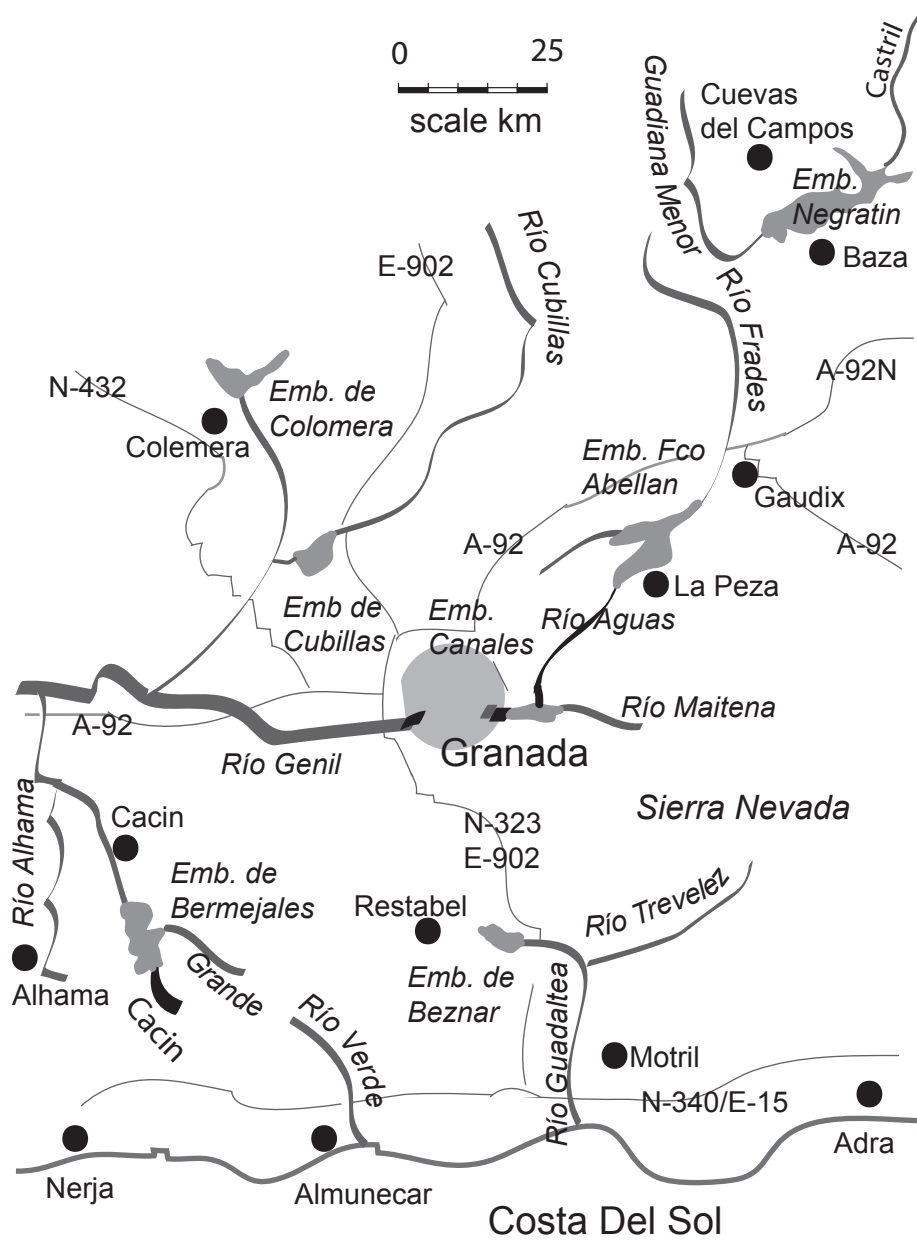 0 25
scale km
Castril
Guadiana Menor
Cuevas
del Campos
Emb.
Negratin
Baza
Río Cubillas
E-902
Río Frades
N-432
A-92N
Emb. de
Colomera
Colemera
Emb. Fco
Abellan
Gaudix
A-92
A-92
La Peza
Emb de
Cubillas
Emb.
Canales
Río Aguas
Río Maitena
A-92
Granada
Río Genil
Sierra Nevada
Río Alhama
Cacin
N-323
E-902
Emb. de
Bermejales
Restabel
Río Trevelez
Grande
Alhama
Cacin
Emb. de
Beznar
Río Verde
Río Guadaltea
Motril
N-340/E-15
Adra
Nerja
Almunecar
Costa Del Sol